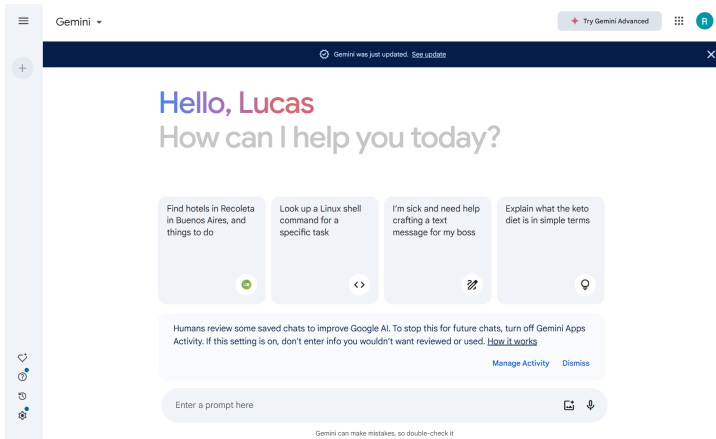 Gemini
Try Gemini Advanced
R
Gemini was just updated. See update
Hello, Lucas
How can I help you today?
Find hotels in Recoleta
in Buenos Aires, and
things to do
Look up a Linux shell
command for a
specific task
I'm sick and need help
crafting a text
message for my boss
Explain what the keto
diet is in simple terms
Humans review some saved chats to improve Google AI. To stop this for future chats, turn off Gemini Apps
Activity. If this setting is on, don't enter info you wouldn't want reviewed or used. How it works
Manage Activity Dismiss
Enter a prompt here
Gemini can make mistakes, so double-check it